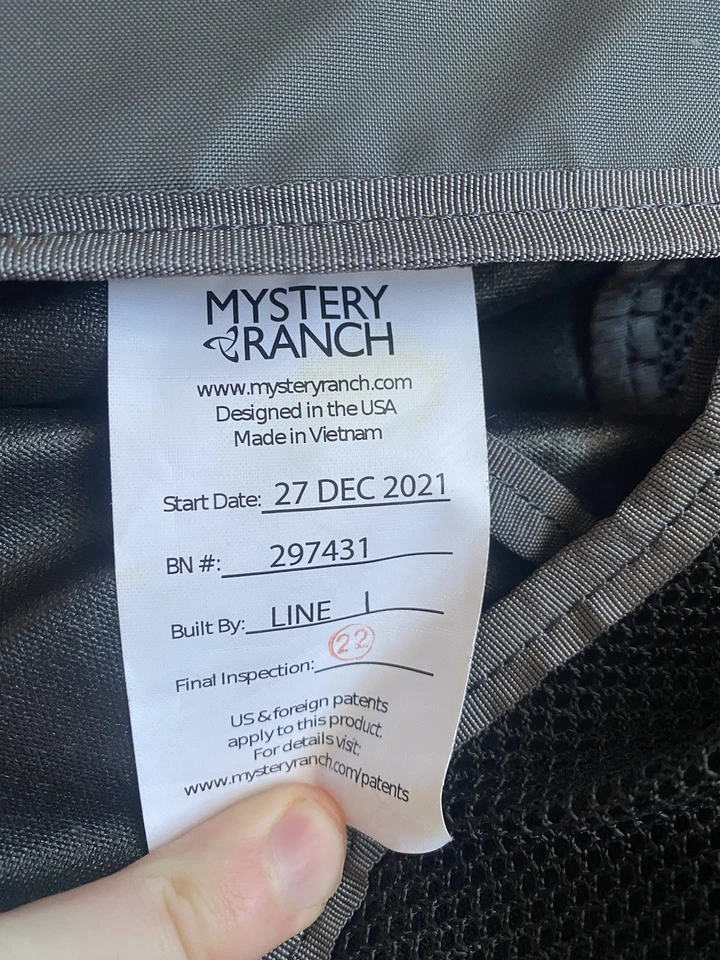 MYSTERY
RANCH
www.mysteryranch.com
Designed in the USA
Made in Vietnam
Start Date: 27 DEC 2021
BN #: 297431
Built By: LINE 1
22
Final Inspection:
US & foreign patents
apply to this product.
For details visit:
www.mysteryranch.com/patents